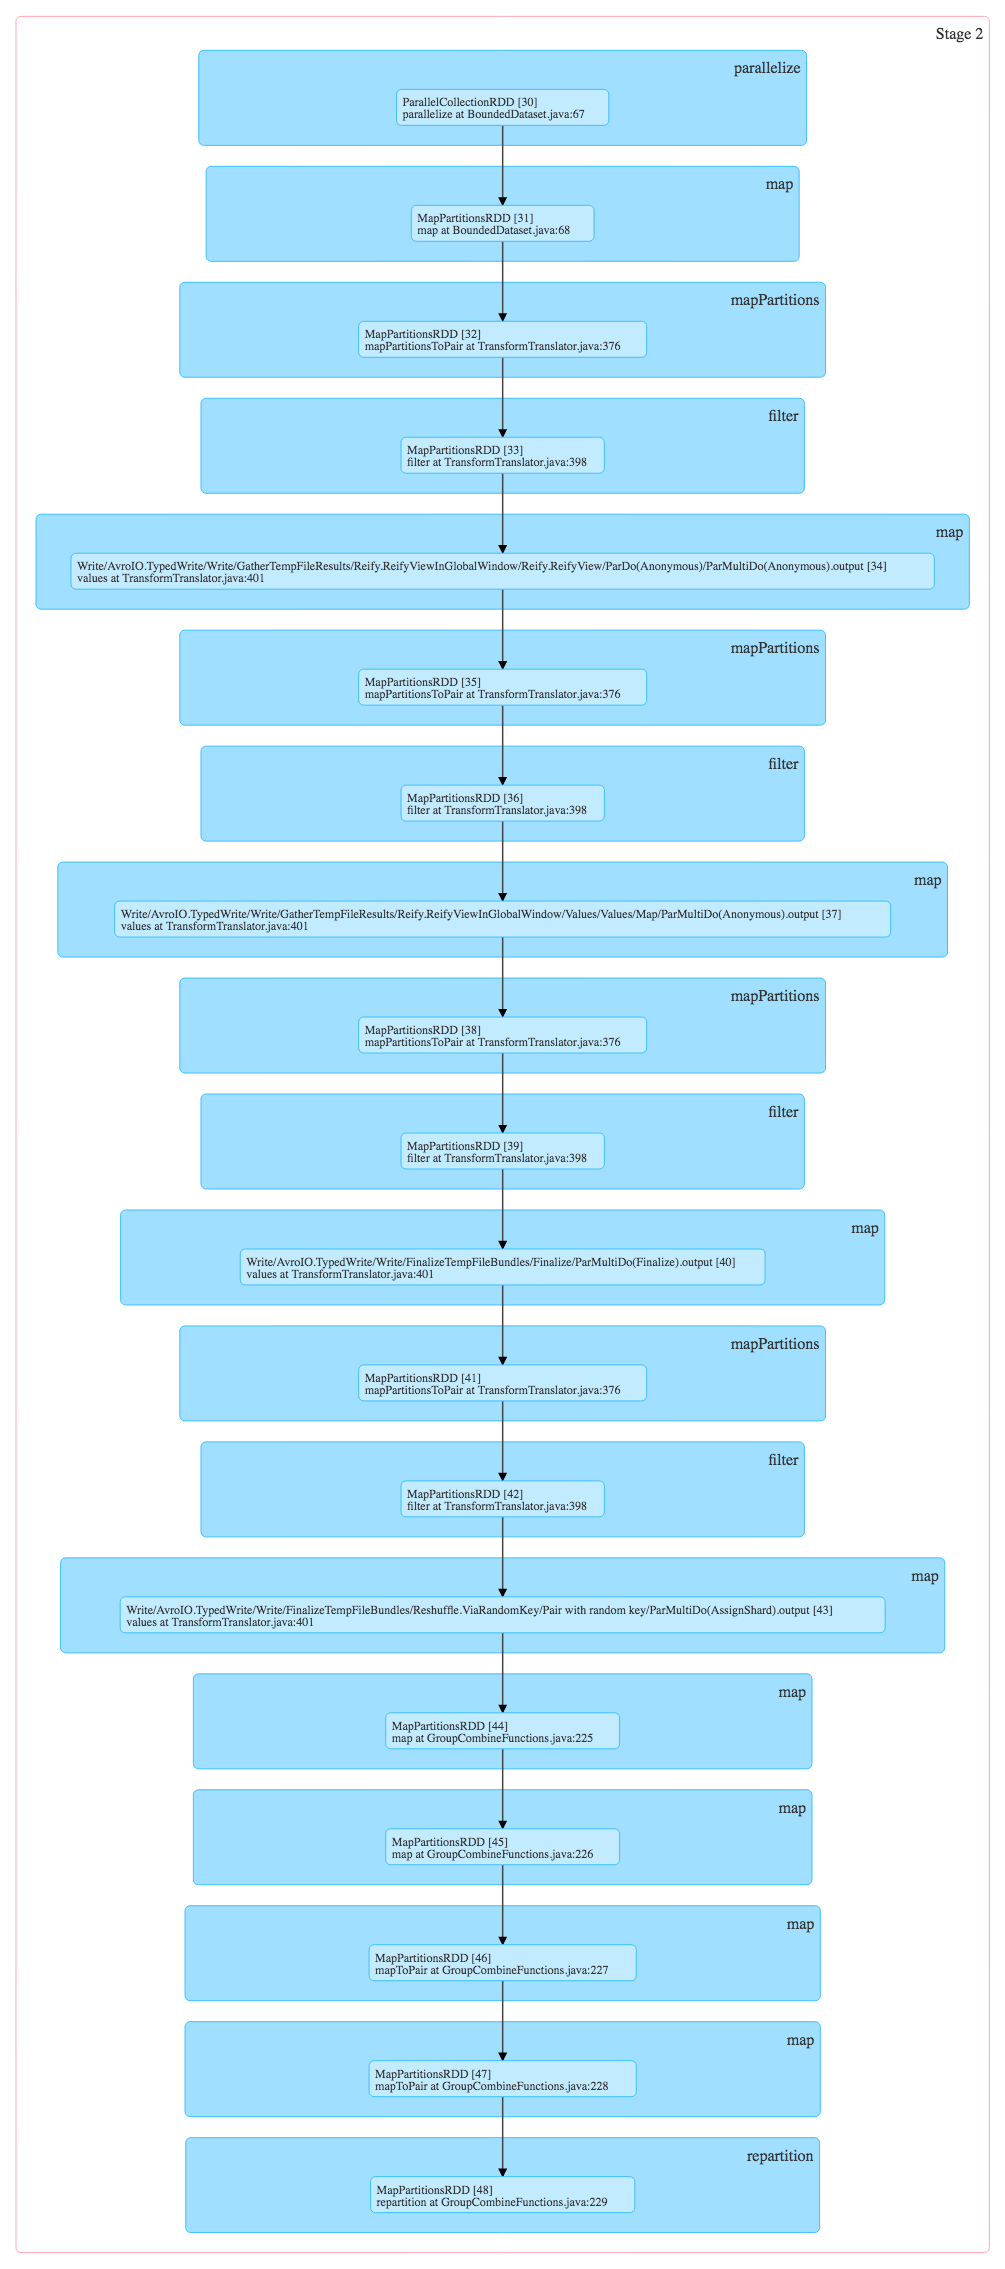 Stage 2
parallelize
ParallelCollectionRDD [30]
parallelize at BoundedDataset.java:67
map
MapPartitionsRDD [31]
map at BoundedDataset.java:68
mapPartitions
MapPartitionsRDD [32]
mapPartitionsToPair at TransformTranslator.java:376
filter
MapPartitionsRDD [33]
filter at TransformTranslator.java:398
map
Write/AvroIO.TypedWrite/Write/GatherTempFileResults/Reify.ReifyViewInGlobalWindow/Reify.ReifyView/ParDo(Anonymous)/ParMultiDo(Anonymous).output [34]
values at TransformTranslator.java:401
mapPartitions
MapPartitionsRDD [35]
mapPartitionsToPair at TransformTranslator.java:376
filter
MapPartitionsRDD [36]
filter at TransformTranslator.java:398
map
Write/AvroIO.TypedWrite/Write/GatherTempFileResults/Reify.ReifyViewInGlobalWindow/Values/Values/Map/ParMultiDo(Anonymous).output [37]
values at TransformTranslator.java:401
mapPartitions
MapPartitionsRDD [38]
mapPartitionsToPair at TransformTranslator.java:376
filter
MapPartitionsRDD [39]
filter at TransformTranslator.java:398
map
Write/AvroIO.TypedWrite/Write/FinalizeTempFileBundles/Finalize/ParMultiDo(Finalize).output [40]
values at TransformTranslator.java:401
mapPartitions
MapPartitionsRDD [41]
mapPartitionsToPair at TransformTranslator.java:376
filter
MapPartitionsRDD [42]
filter at TransformTranslator.java:398
map
Write/AvroIO.TypedWrite/Write/FinalizeTempFileBundles/Reshuffle.ViaRandomKey/Pair with random key/ParMultiDo(AssignShard).output [43]
values at TransformTranslator.java:401
map
MapPartitionsRDD [44]
map at GroupCombineFunctions.java:225
map
MapPartitionsRDD [45]
map at GroupCombineFunctions.java:226
map
MapPartitionsRDD [46]
mapToPair at GroupCombineFunctions.java:227
map
MapPartitionsRDD [47]
mapToPair at GroupCombineFunctions.java:228
repartition
MapPartitionsRDD [48]
repartition at GroupCombineFunctions.java:229